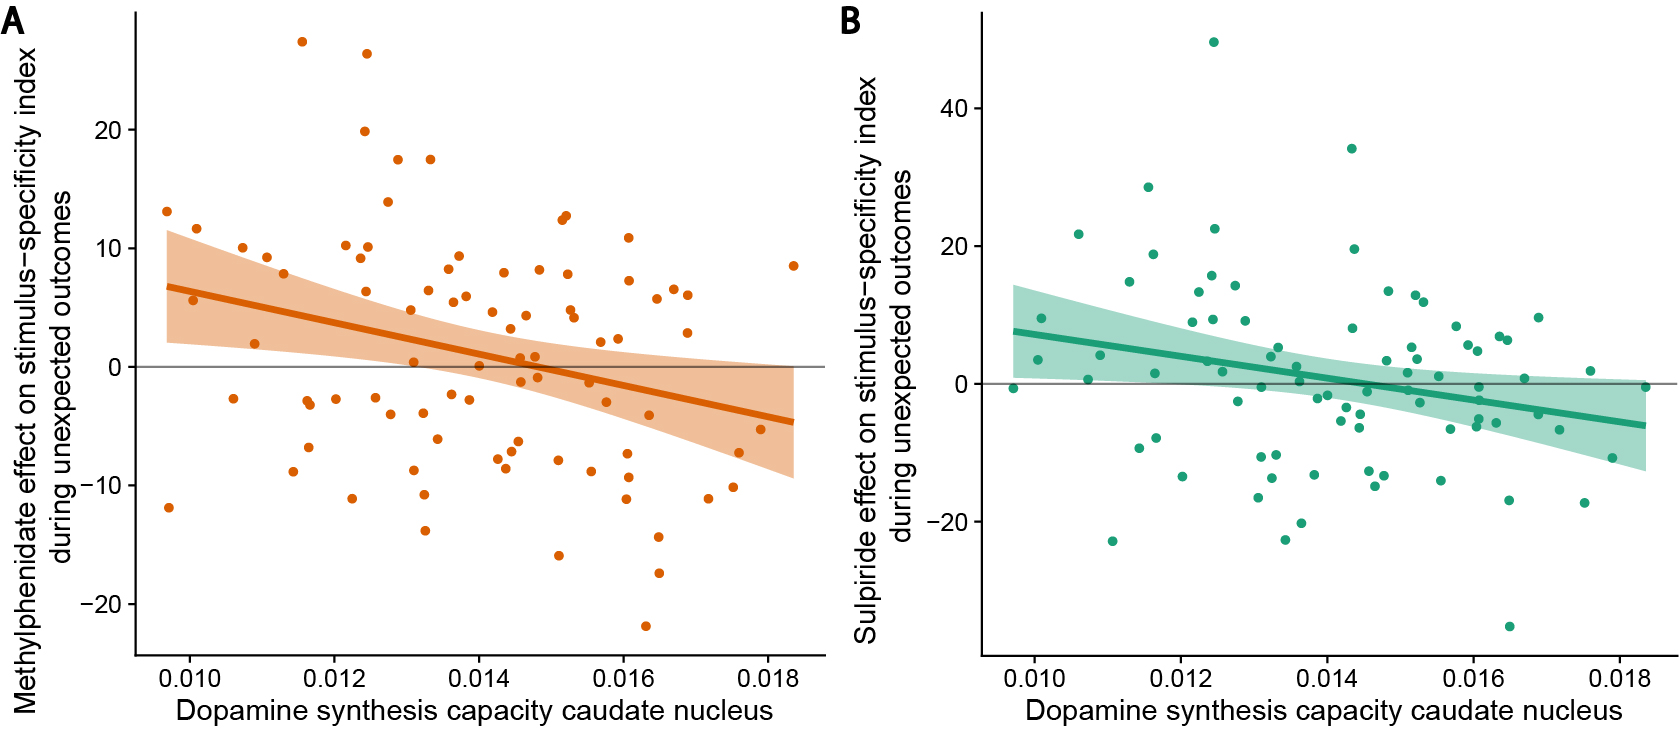 A
Methylphenidate effect on stimulus−specificity index
during unexpected outcomes
20
10
0
−10
−20
0.010 0.012 0.014 0.016 0.018
Dopamine synthesis capacity caudate nucleus
B
Sulpiride effect on stimulus−specificity index
during unexpected outcomes
40
20
0
−20
0.010 0.012 0.014 0.016 0.018
Dopamine synthesis capacity caudate nucleus